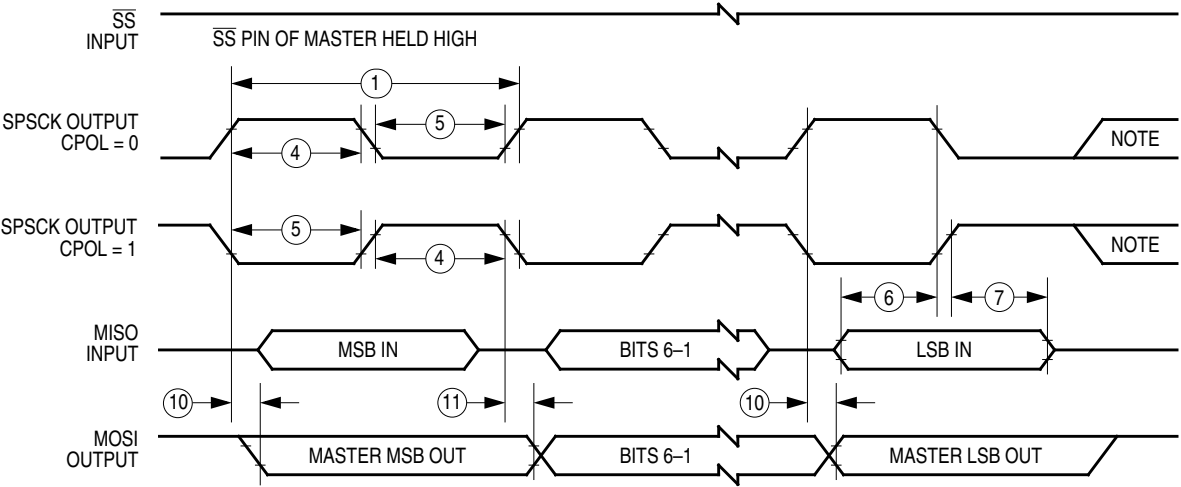 SS
INPUT
SS PIN OF MASTER HELD HIGH
1
SPSCK OUTPUT
CPOL = 0
5
4
NOTE
SPSCK OUTPUT
CPOL = 1
5
4
NOTE
6
7
MISO
INPUT
MSB IN
BITS 6–1
LSB IN
10
11
10
MOSI
OUTPUT
MASTER MSB OUT
BITS 6–1
MASTER LSB OUT